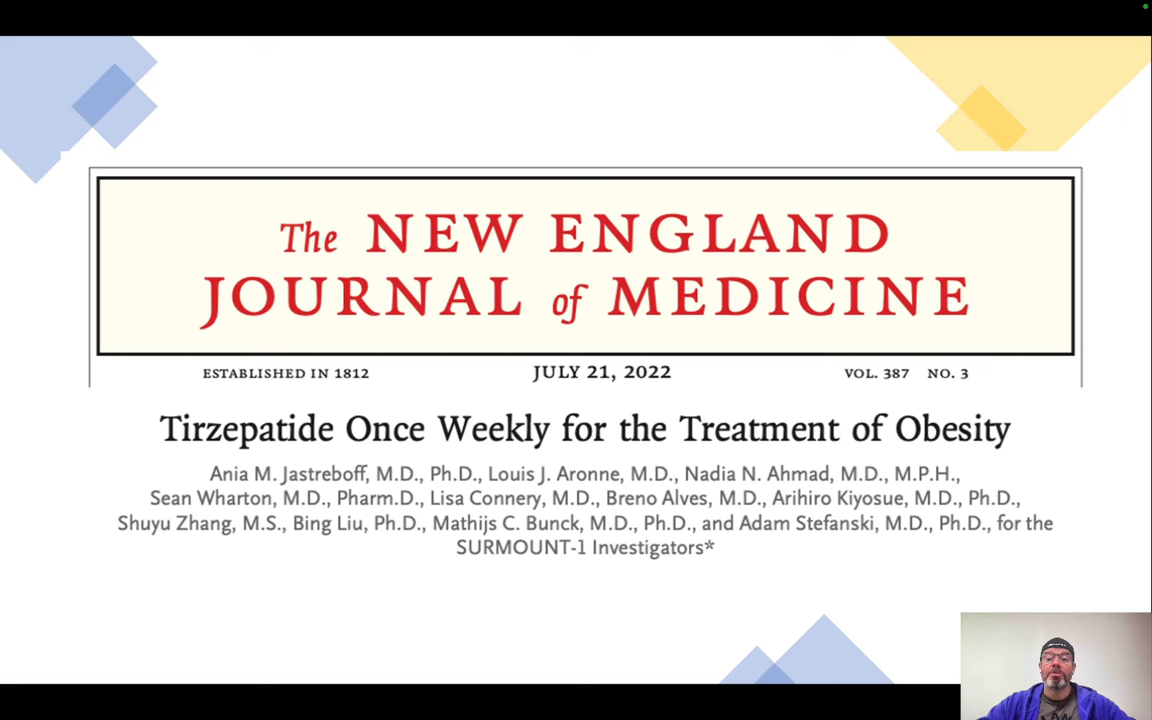 The NEW ENGLAND
JOURNAL of MEDICINE
ESTABLISHED IN 1812 JULY 21, 2022 VOL. 387 NO. 3
Tirzepatide Once Weekly for the Treatment of Obesity
Ania M. Jastreboff, M.D., Ph.D., Louis J. Aronne, M.D., Nadia N. Ahmad, M.D., M.P.H.,
Sean Wharton, M.D., Pharm.D., Lisa Connery, M.D., Breno Alves, M.D., Arihiro Kiyosue, M.D., Ph.D.,
Shuyu Zhang, M.S., Bing Liu, Ph.D., Mathijs C. Bunck, M.D., Ph.D., and Adam Stefanski, M.D., Ph.D., for the
SURMOUNT-1 Investigators*